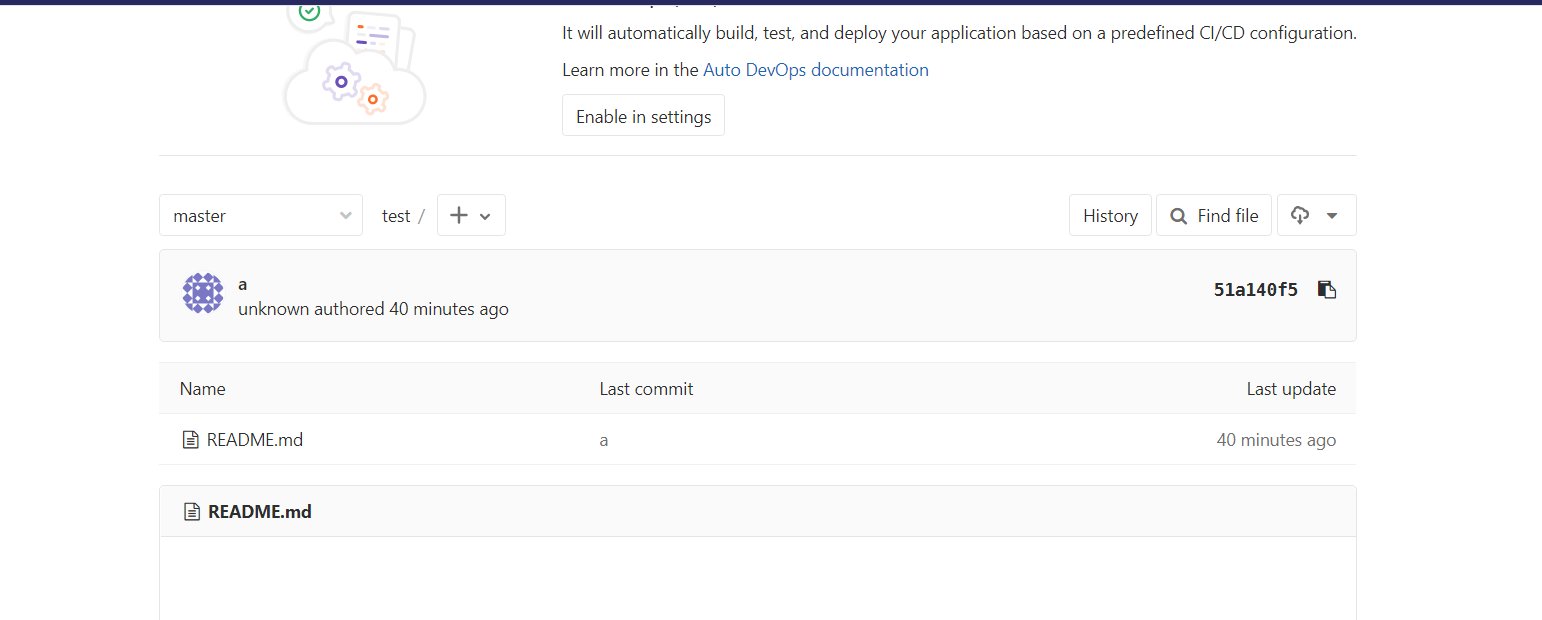 It will automatically build, test, and deploy your application based on a predefined CI/CD configuration.
Learn more in the Auto DevOps documentation
Enable in settings
master
test /
History
Find file
a
unknown authored 40 minutes ago
51a140f5
Name Last commit Last update
README.md a 40 minutes ago
README.md